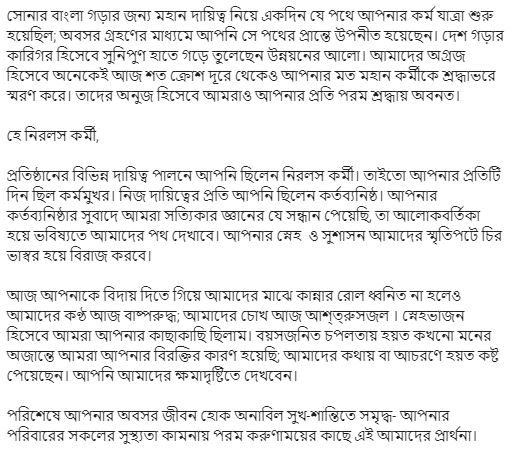 সোনার বাংলা গড়ার জন্য মহান দায়িত্ব নিয়ে একদিন যে পথে আপনার কর্ম যাত্রা শুরু
হয়েছিল; অবসর গ্রহণের মাধ্যমে আপনি সে পথের প্রান্তে উপনীত হয়েছেন। দেশ গড়ার
কারিগর হিসেবে সুনিপুণ হাতে গড়ে তুলেছেন উন্নয়নের আলো। আমাদের অগ্রজ
হিসেবে অনেকেই আজ শত ক্রোশ দূরে থেকেও আপনার মত মহান কর্মীকে শ্রদ্ধাভরে
স্মরণ করে। তাদের অনুজ হিসেবে আমরাও আপনার প্রতি পরম শ্রদ্ধায় অবনত।
হে নিরলস কর্মী,
প্রতিষ্ঠানের বিভিন্ন দায়িত্ব পালনে আপনি ছিলেন নিরলস কর্মী। তাইতো আপনার প্রতিটি
দিন ছিল কর্মমুখর। নিজ দায়িত্বের প্রতি আপনি ছিলেন কর্তব্যনিষ্ঠ। আপনার
কর্তব্যনিষ্ঠার সুবাদে আমরা সত্যিকার জ্ঞানের যে সন্ধান পেয়েছি, তা আলোকবর্তিকা
হয়ে ভবিষ্যতে আমাদের পথ দেখাবে। আপনার স্নেহ ও সুশাসন আমাদের স্মৃতিপটে চির
ভাস্বর হয়ে বিরাজ করবে।
আজ আপনাকে বিদায় দিতে গিয়ে আমাদের মাঝে কান্নার রোল ধ্বনিত না হলেও
আমাদের কণ্ঠ আজ বাষ্পরুদ্ধ; আমাদের চোখ আজ আশ্ত্রুসজল । স্নেহভাজন
হিসেবে আমরা আপনার কাছাকাছি ছিলাম। বয়সজনিত চপলতায় হয়ত কখনো মনের
অজান্তে আমরা আপনার বিরক্তির কারণ হয়েছি; আমাদের কথায় বা আচরণে হয়ত কষ্ট
পেয়েছেন। আপনি আমাদের ক্ষমাদৃষ্টিতে দেখবেন।
পরিশেষে আপনার অবসর জীবন হোক অনাবিল সুখ-শান্তিতে সমৃদ্ধ- আপনার
পরিবারের সকলের সুস্থ্যতা কামনায় পরম করুণাময়ের কাছে এই আমাদের প্রার্থনা।